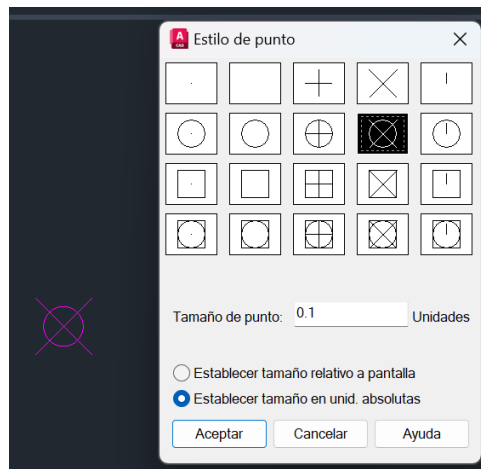 A
CAD
Estilo de punto
Tamaño de punto: 0.1 Unidades
Establecer tamaño relativo a pantalla
Establecer tamaño en unid. absolutas
Aceptar Cancelar Ayuda